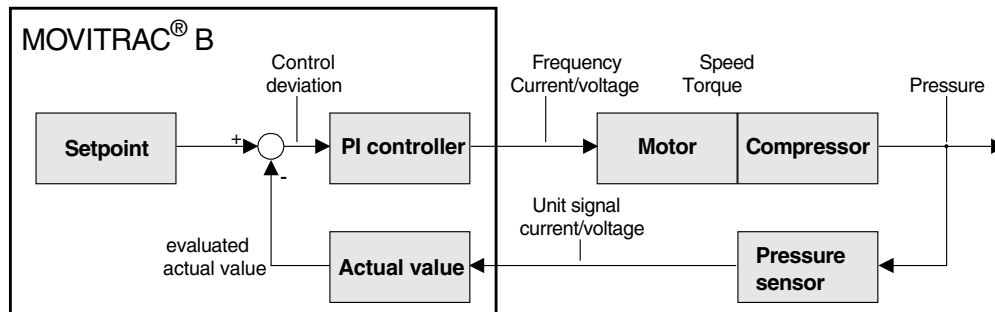 MOVITRAC® B
Control
deviation
Frequency
Current/voltage
Speed
Torque
Pressure
Setpoint
+
-
PI controller
Motor
Compressor
Unit signal
current/voltage
evaluated
actual value
Actual value
Pressure
sensor